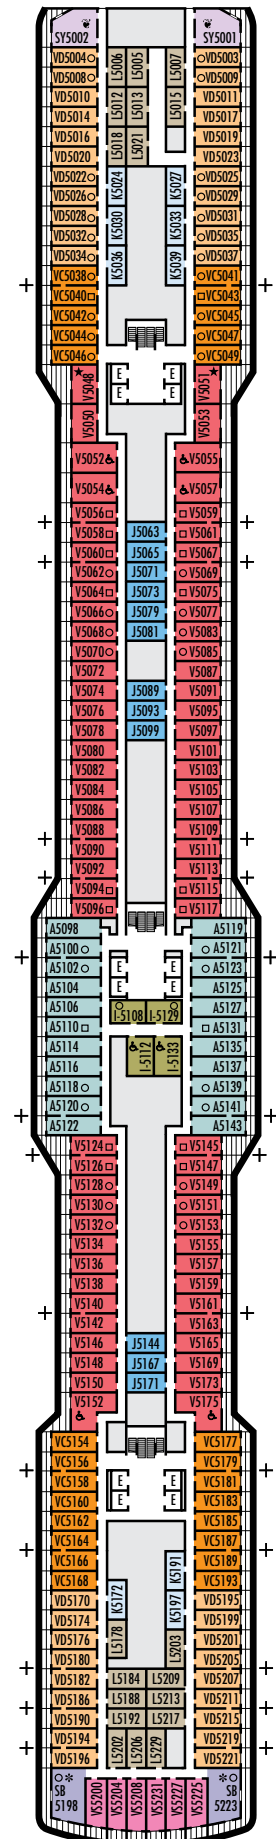 SY5002 SY5001
VD5004 L5006 L5005 L5007 VD5003
VD5008 VD5009
VD5010 L5012 L5013 L5015 VD5011
VD5014 VD5017
VD5016 L5018 L5021 VD5019
VD5020 VD5023
VD5022 K5024 K5027 VD5025
VD5026 VD5029
VD5028 K5030 K5033 VD5031
VD5032 VD5035
VD5034 K5036 K5039 VD5037
VC5038 VC5041
VC5040 VC5043
VC5042 VC5045
VC5044 VC5047
VC5046 VC5049
V5048 E E V5051
V5050 E E V5053
V5052 V5055
V5054 V5057
V5056 V5059
V5058 J5063 V5061
V5060 J5065 V5067
V5062 J5071 V5069
V5064 J5073 V5075
V5066 J5079 V5077
V5068 J5081 V5083
V5070 V5085
V5072 V5087
V5074 J5089 V5091
V5076 J5093 V5095
V5078 J5099 V5097
V5080 V5101
V5082 V5103
V5084 V5105
V5086 V5107
V5088 V5109
V5090 V5111
V5092 V5113
V5094 V5115
V5096 V5117
A5098 A5119
A5100 A5121
A5102 E E A5123
A5104 E E A5125
A5106 I-5108 I-5129 A5127
A5110 A5131
A5114 I-5112 I-5133 A5135
A5116 A5137
A5118 A5139
A5120 A5141
A5122 A5143
V5124 V5145
V5126 V5147
V5128 V5149
V5130 V5151
V5132 V5153
V5134 V5155
V5136 V5157
V5138 V5159
V5140 V5161
V5142 V5163
V5146 J5144 V5165
V5148 J5167 V5169
V5150 J5171 V5173
V5152 V5175
VC5154 VC5177
VC5156 VC5179
VC5158 E E VC5181
VC5160 E E VC5183
VC5162 VC5185
VC5164 VC5187
VC5166 K5191 VC5189
VC5168 K5172 VC5193
VD5170 K5197 VD5195
VD5174 VD5199
VD5176 L5178 L5203 VD5201
VD5180 VD5205
VD5182 L5184 L5209 VD5207
VD5186 L5188 L5213 VD5211
VD5190 L5192 L5217 VD5215
VD5194 L5202 L5206 L5229 VD5219
VD5196 VD5221
SB 5198 VS5200 VS5204 VS5208 VS5231 VS5227 VS5225 SB 5223